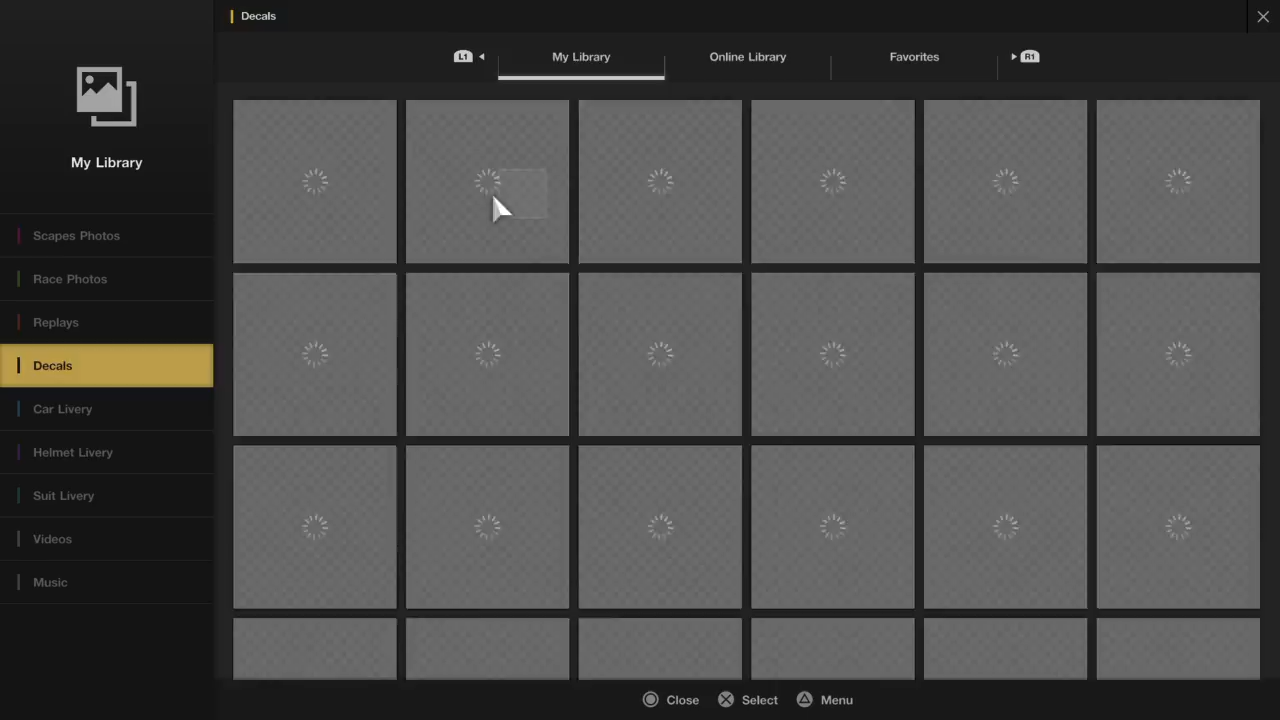 Decals
L1
My Library
Online Library
Favorites
R1
My Library
Scapes Photos
Race Photos
Replays
Decals
Car Livery
Helmet Livery
Suit Livery
Videos
Music
Close
Select
Menu